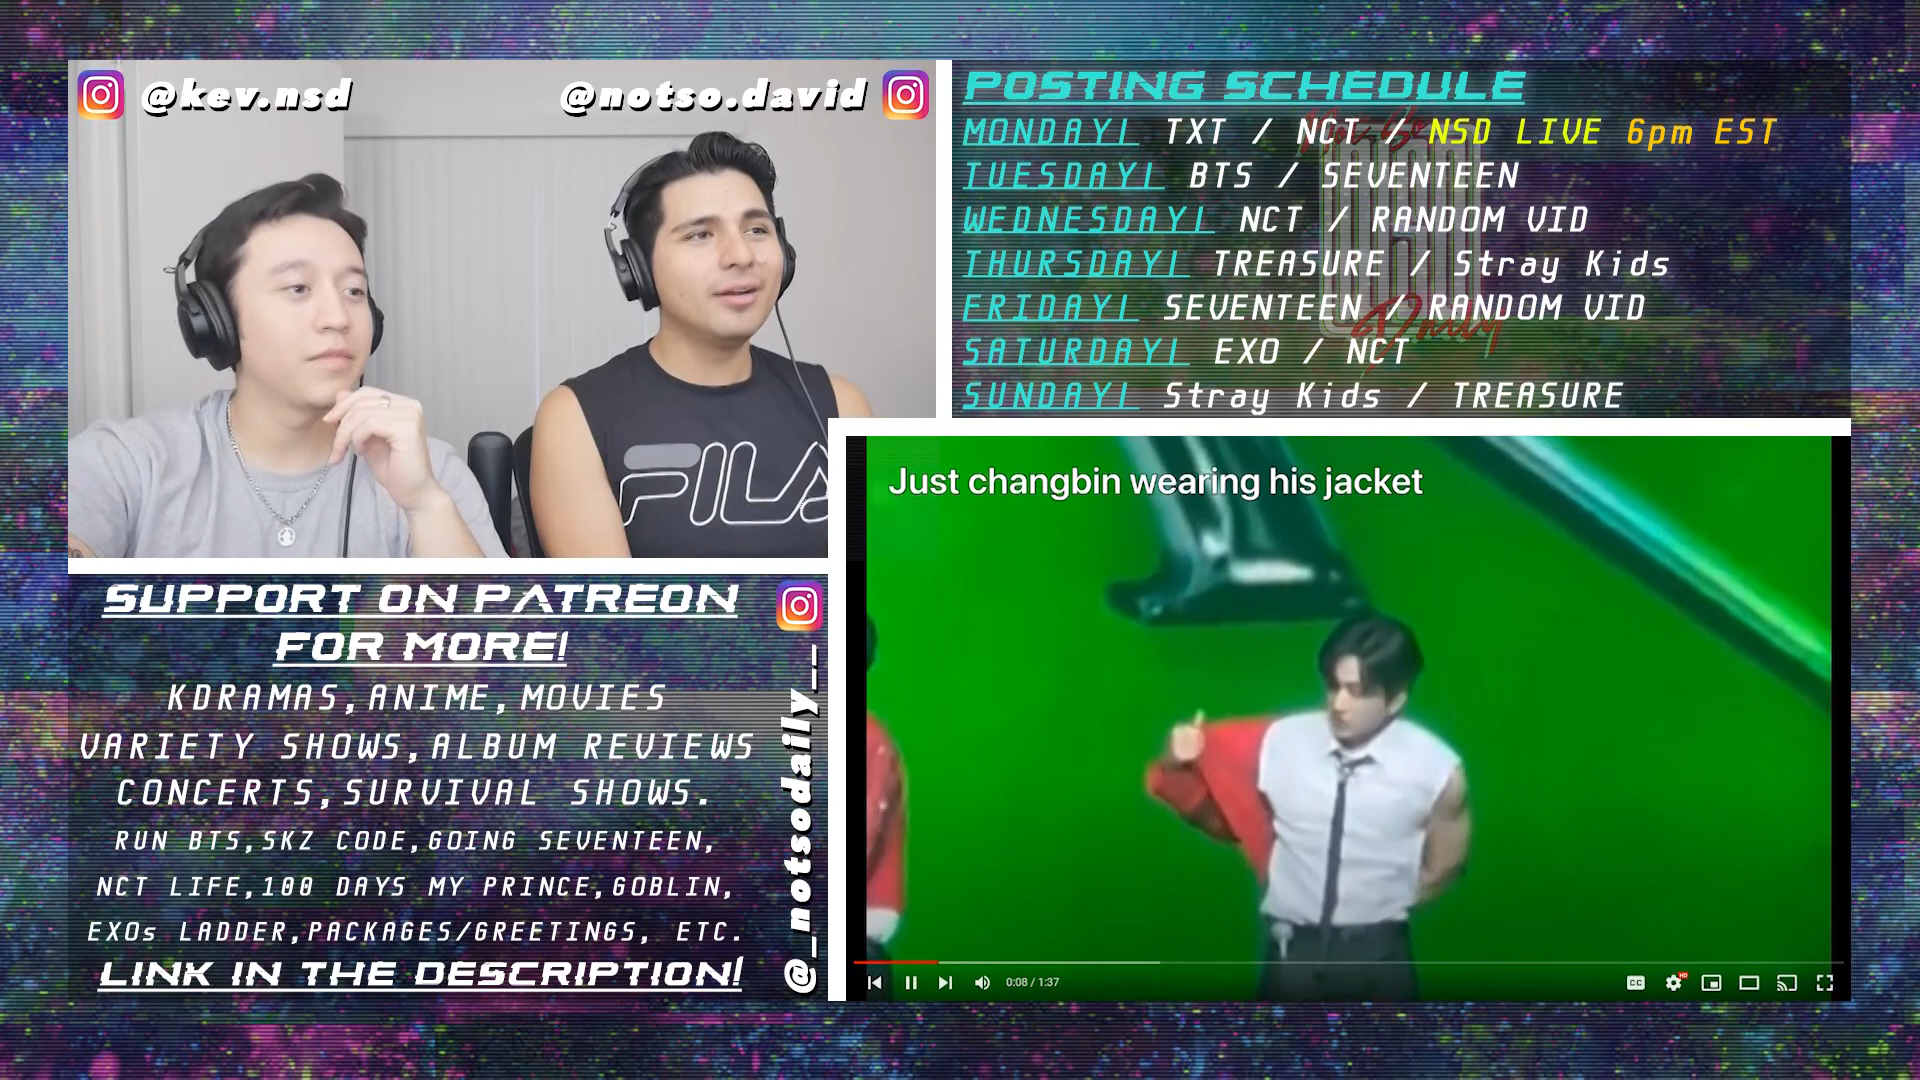 @kev.nsd
@notso.david
POSTING SCHEDULE
MONDAY| TXT / NCT / NSD LIVE 6pm EST
TUESDAY| BTS / SEVENTEEN
WEDNESDAY| NCT / RANDOM VID
THURSDAY| TREASURE / Stray Kids
FRIDAY| SEVENTEEN / RANDOM VID
SATURDAY| EXO / NCT
SUNDAY| Stray Kids / TREASURE
FILA
SUPPORT ON PATREON
FOR MORE!
KDRAMAS,ANIME,MOVIES
VARIETY SHOWS,ALBUM REVIEWS
CONCERTS,SURVIVAL SHOWS.
RUN BTS,SKZ CODE,GOING SEVENTEEN,
NCT LIFE,100 DAYS MY PRINCE,GOBLIN,
EXOs LADDER,PACKAGES/GREETINGS, ETC.
LINK IN THE DESCRIPTION!
@_notsodaily__
Just changbin wearing his jacket
0:08 / 1:37
CC
HD